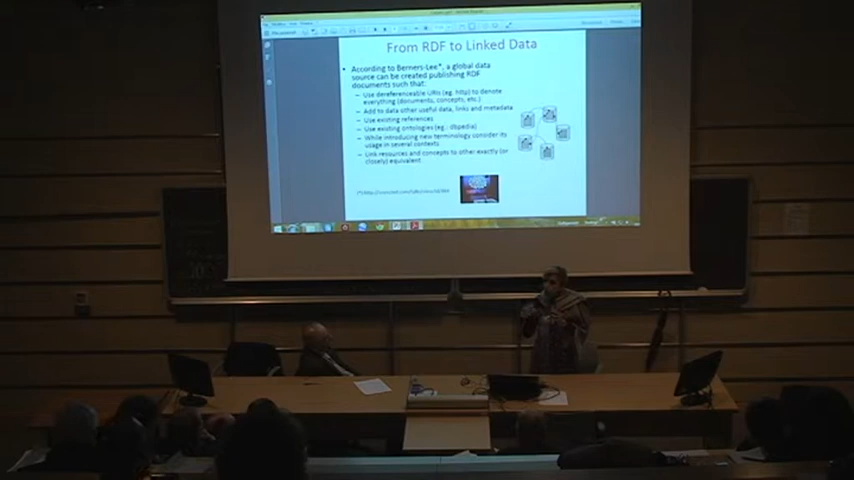 From RDF to Linked Data
• According to Berners-Lee*, a global data
source can be created publishing RDF
documents such that:
– Use dereferenceable URIs (eg. http) to denote
everything (documents, concepts, etc.)
– Add to data other useful data, links and metadata
– Use existing references
– Use existing ontologies (eg.: dbpedia)
– While introducing new terminology consider its
usage in several contexts
– Link resources and concepts to other exactly (or
closely) equivalent